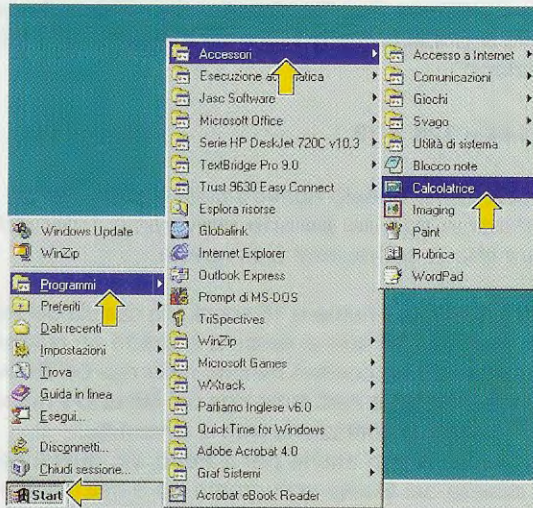 Windows Update
WinZip
Programmi
Preferiti
Dati recenti
Impostazioni
Trova
Guida in linea
Esegui...
Disconnetti...
Chiudi sessione...
Start
Accessori
Esecuzione automatica
Jasc Software
Microsoft Office
Serie HP DeskJet 720C v10.3
TextBridge Pro 9.0
Trust 9630 Easy Connect
Esplora risorse
Globalink
Internet Explorer
Outlook Express
Prompt di MS-DOS
TriSpectives
WinZip
Microsoft Games
WXtrack
Parliamo Inglese v6.0
QuickTime for Windows
Adobe Acrobat 4.0
Graf Sistemi
Acrobat eBook Reader
Accesso a Internet
Comunicazioni
Giochi
Svago
Utilità di sistema
Blocco note
Calcolatrice
Imaging
Paint
Rubrica
WordPad